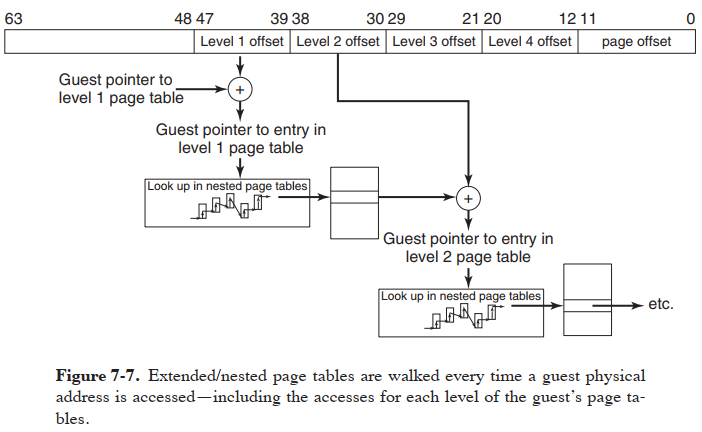 63 48 47 39 38 30 29 21 20 12 11 0
Level 1 offset Level 2 offset Level 3 offset Level 4 offset page offset
Guest pointer to
level 1 page table
+
Guest pointer to entry in
level 1 page table
Look up in nested page tables
+
Guest pointer to entry in
level 2 page table
Look up in nested page tables
etc.
Figure 7-7. Extended/nested page tables are walked every time a guest physical
address is accessed—including the accesses for each level of the guest's page ta-
bles.